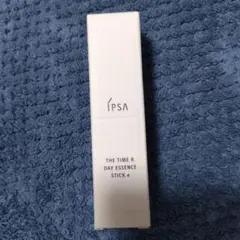 IPSA
THE TIME R
DAY ESSENCE
STICK e